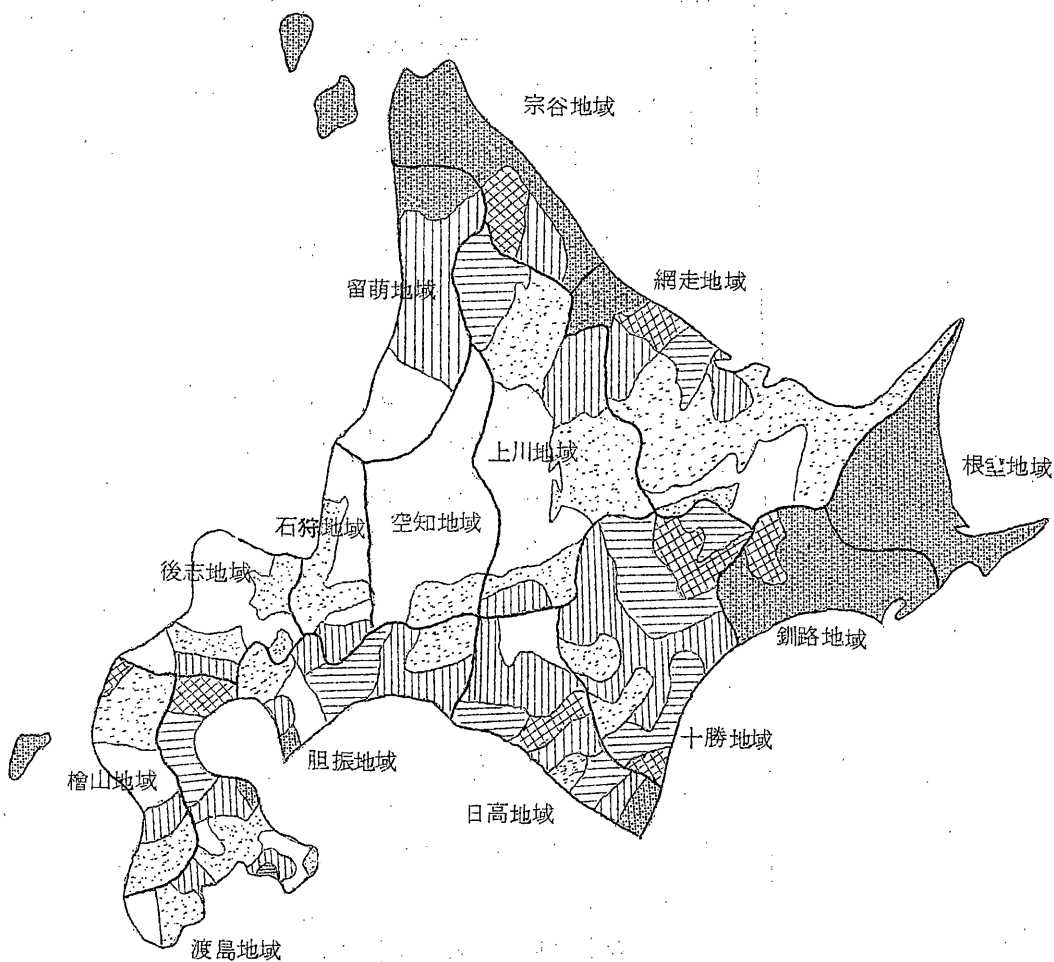 宗谷地域
網走地域
留萌地域
上川地域
根室地域
石狩地域
空知地域
後志地域
釧路地域
十勝地域
胆振地域
檜山地域
日高地域
渡島地域